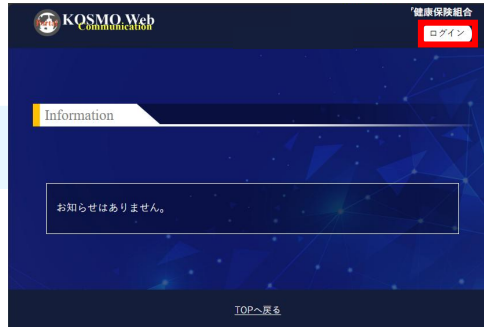 KOSMO Web
Communication
健康保険組合
ログイン
Information
お知らせはありません。
TOPへ戻る